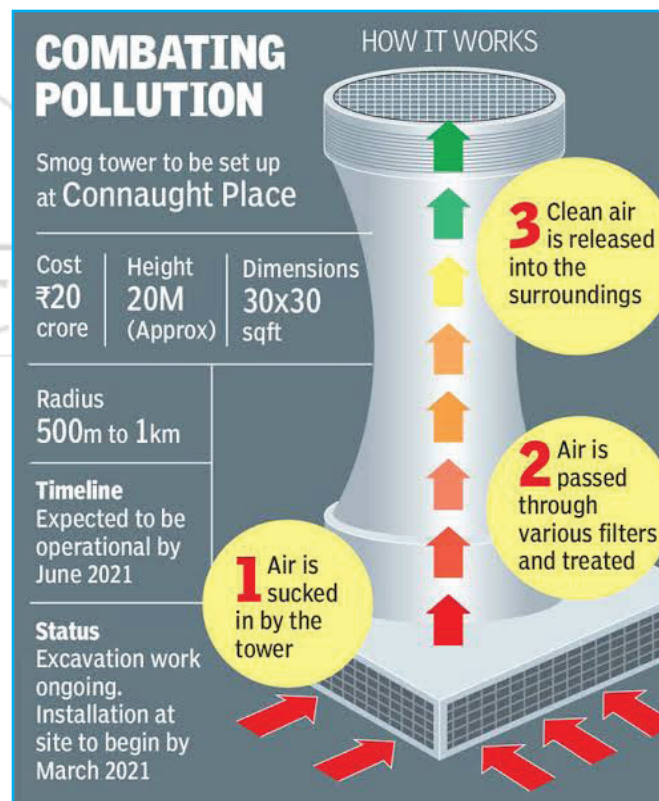 COMBATING
POLLUTION
HOW IT WORKS
Smog tower to be set up
at Connaught Place
Cost
₹20
crore
Height
20M
(Approx)
Dimensions
30x30
sqft
Radius
500m to 1km
Timeline
Expected to be
operational by
June 2021
Status
Excavation work
ongoing.
Installation at
site to begin by
March 2021
1 Air is
sucked
in by the
tower
2 Air is
passed
through
various filters
and treated
3 Clean air
is released
into the
surroundings